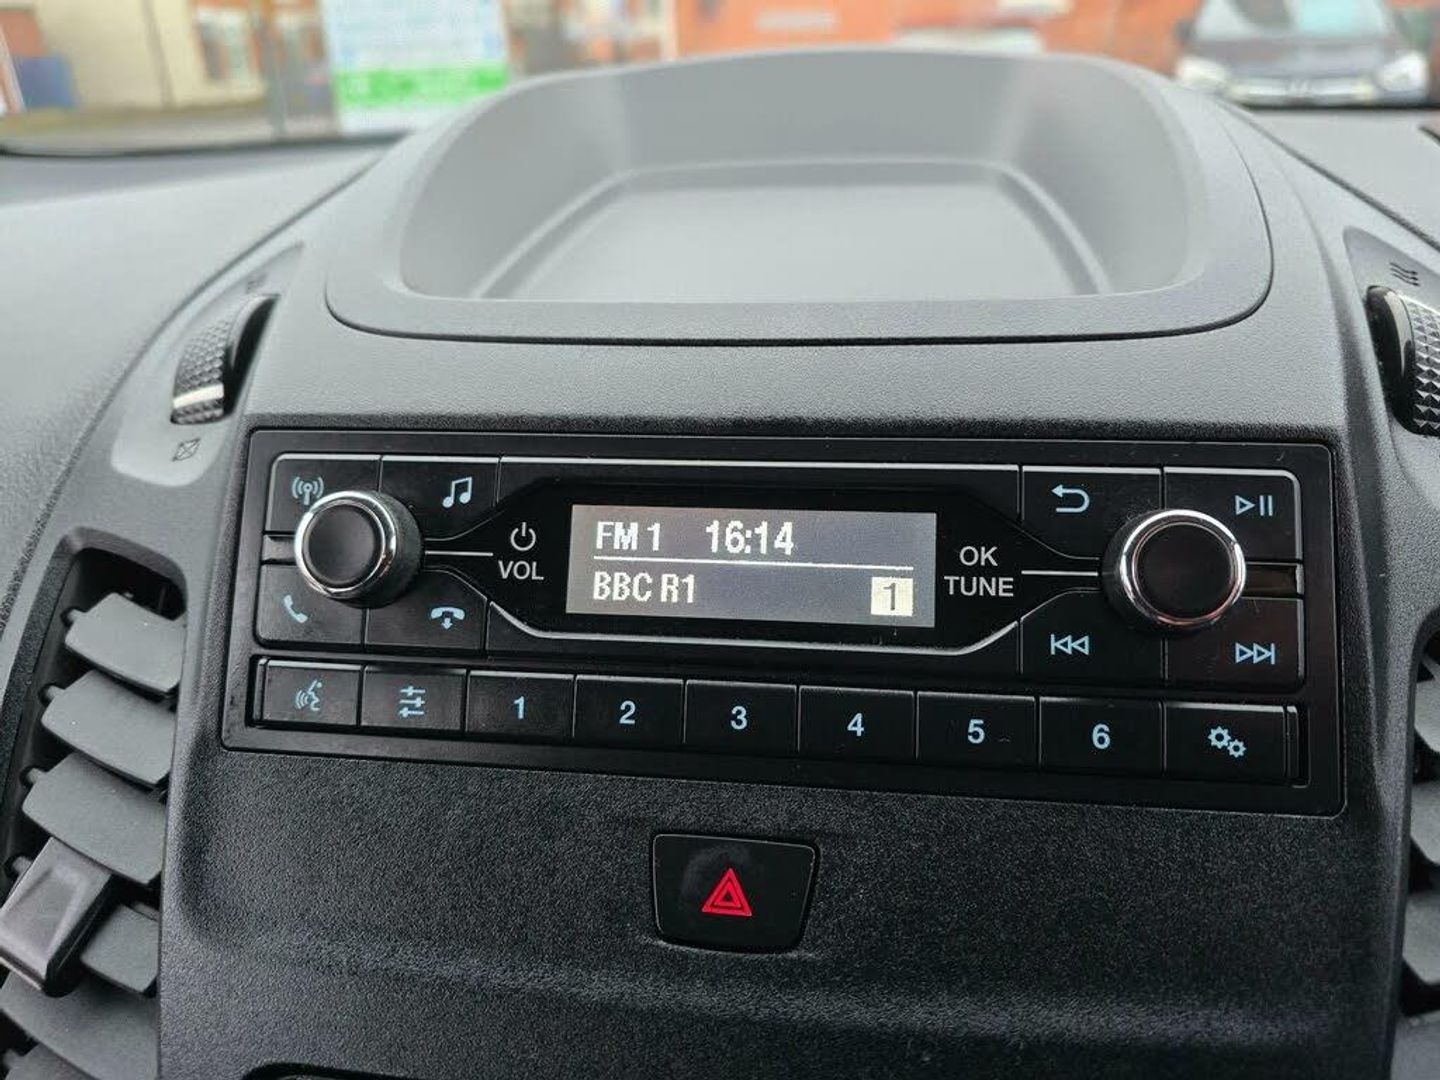 FM 1 16:14
BBC R1 1
VOL
OK
TUNE
1 2 3 4 5 6